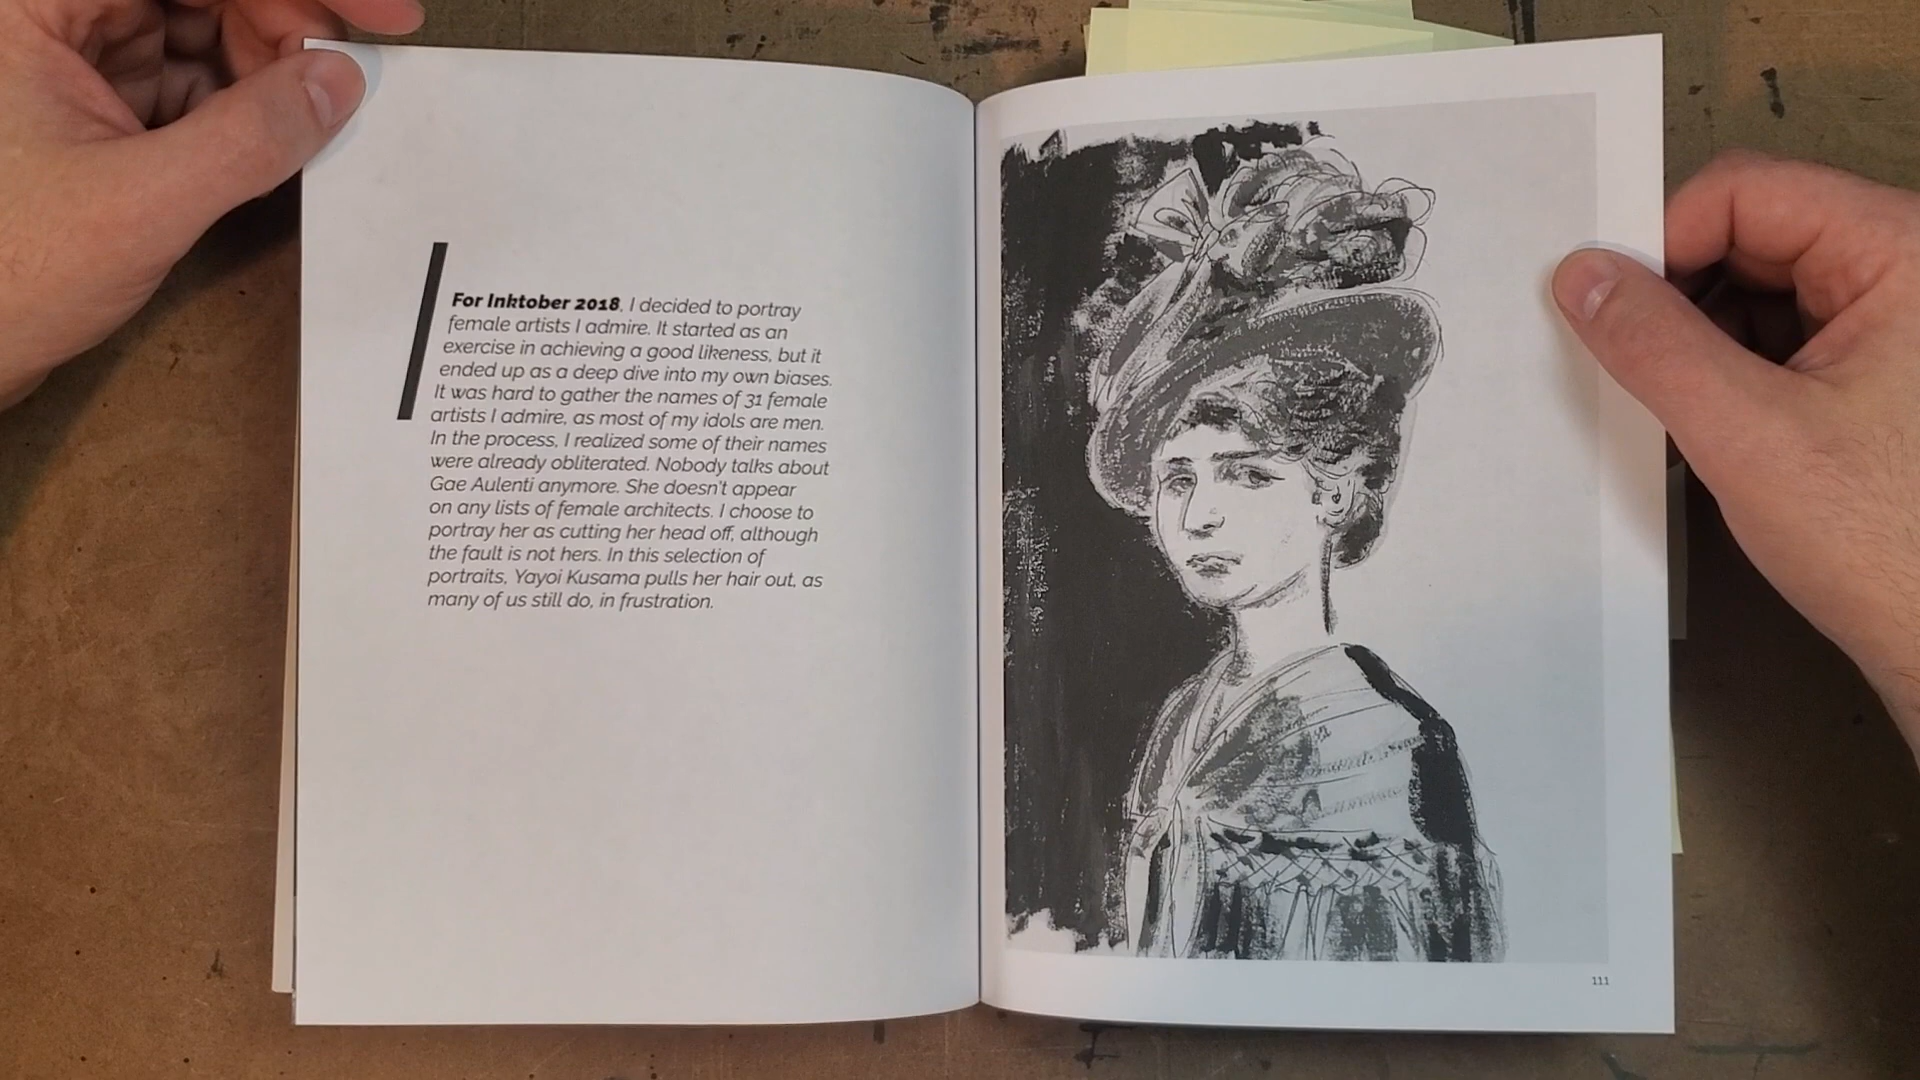 For Inktober 2018, I decided to portray
female artists I admire. It started as an
exercise in achieving a good likeness, but it
ended up as a deep dive into my own biases.
It was hard to gather the names of 31 female
artists I admire, as most of my idols are men.
In the process, I realized some of their names
were already obliterated. Nobody talks about
Gae Aulenti anymore. She doesn't appear
on any lists of female architects. I choose to
portray her as cutting her head off, although
the fault is not hers. In this selection of
portraits, Yayoi Kusama pulls her hair out, as
many of us still do, in frustration.
111